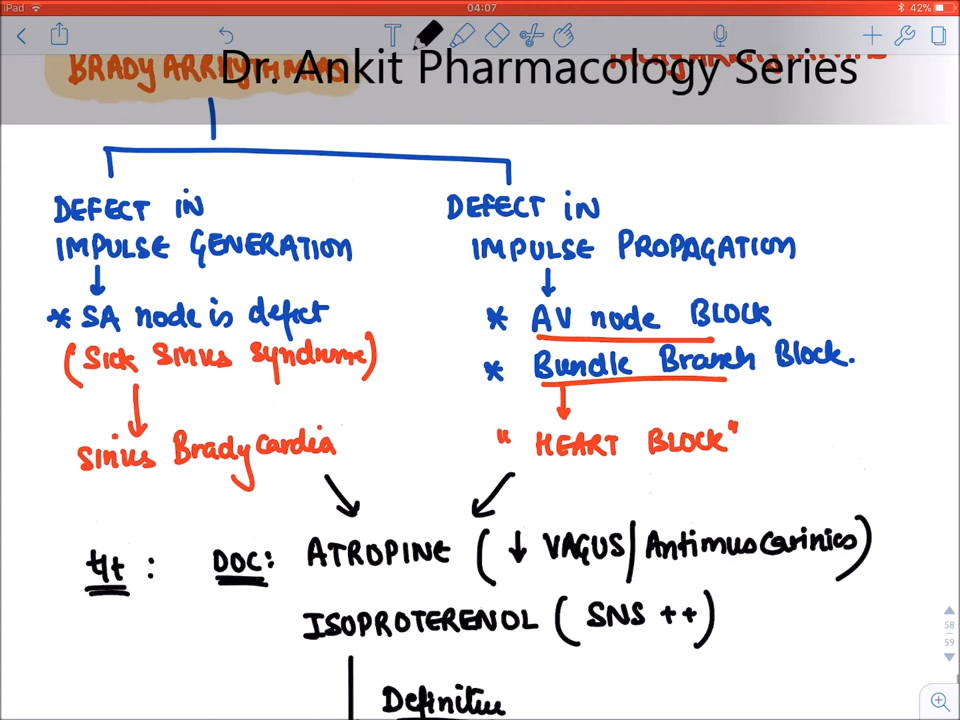 iPad 04:07 42%
BRADY ARRHYTHMIAS
Dr. Ankit Pharmacology Series
DEFECT IN
IMPULSE GENERATION
* SA node is defect
(Sick Sinus Syndrome)
Sinus Bradycardia
DEFECT IN
IMPULSE PROPAGATION
* AV node BLOCK
* Bundle Branch Block.
"HEART BLOCK"
ttt : DOC: ATROPINE (↓ VAGUS/Antimuscarinics)
ISOPROTERENOL (SNS ++)
Definitive
58
59